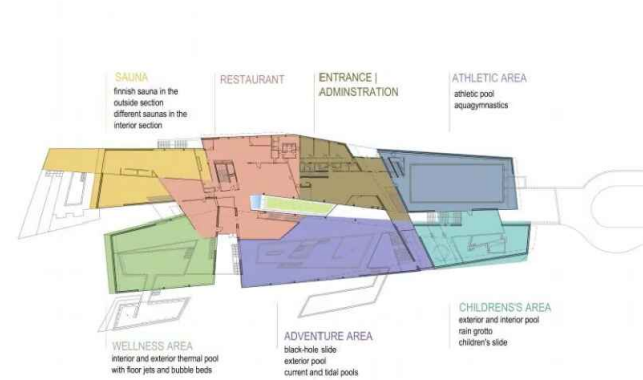 SAUNA
finnish sauna in the
outside section
different saunas in the
interior section
RESTAURANT
ENTRANCE |
ADMINSTRATION
ATHLETIC AREA
athletic pool
aquagymnastics
WELLNESS AREA
interior and exterior thermal pool
with floor jets and bubble beds
ADVENTURE AREA
black-hole slide
exterior pool
current and tidal pools
CHILDRENS'S AREA
exterior and interior pool
rain grotto
children's slide